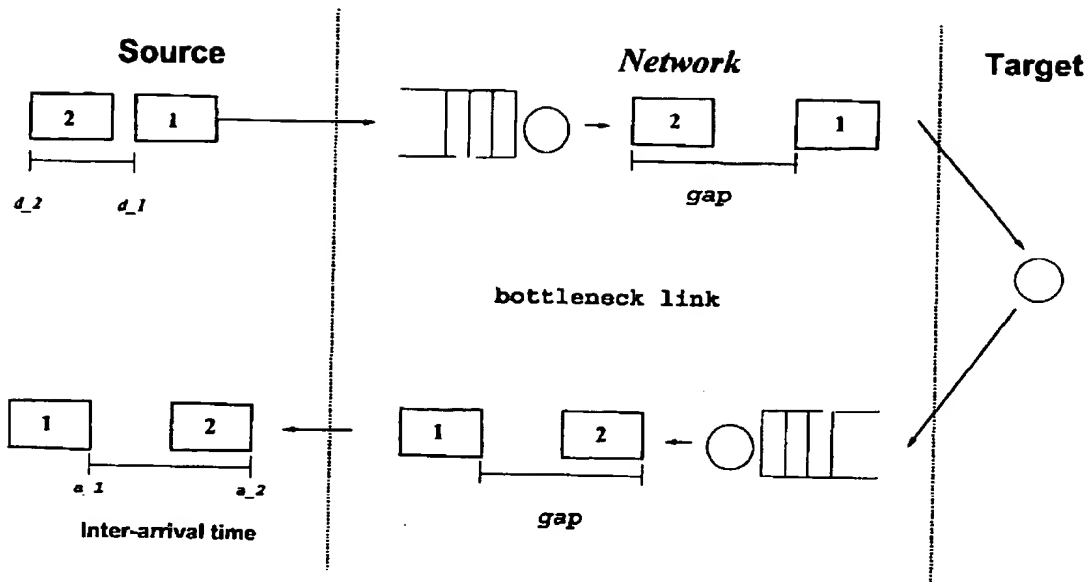 Source
Network
Target
2
1
2
1
d_2
d_1
gap
bottleneck link
1
2
1
2
a_1
a_2
gap
Inter-arrival time